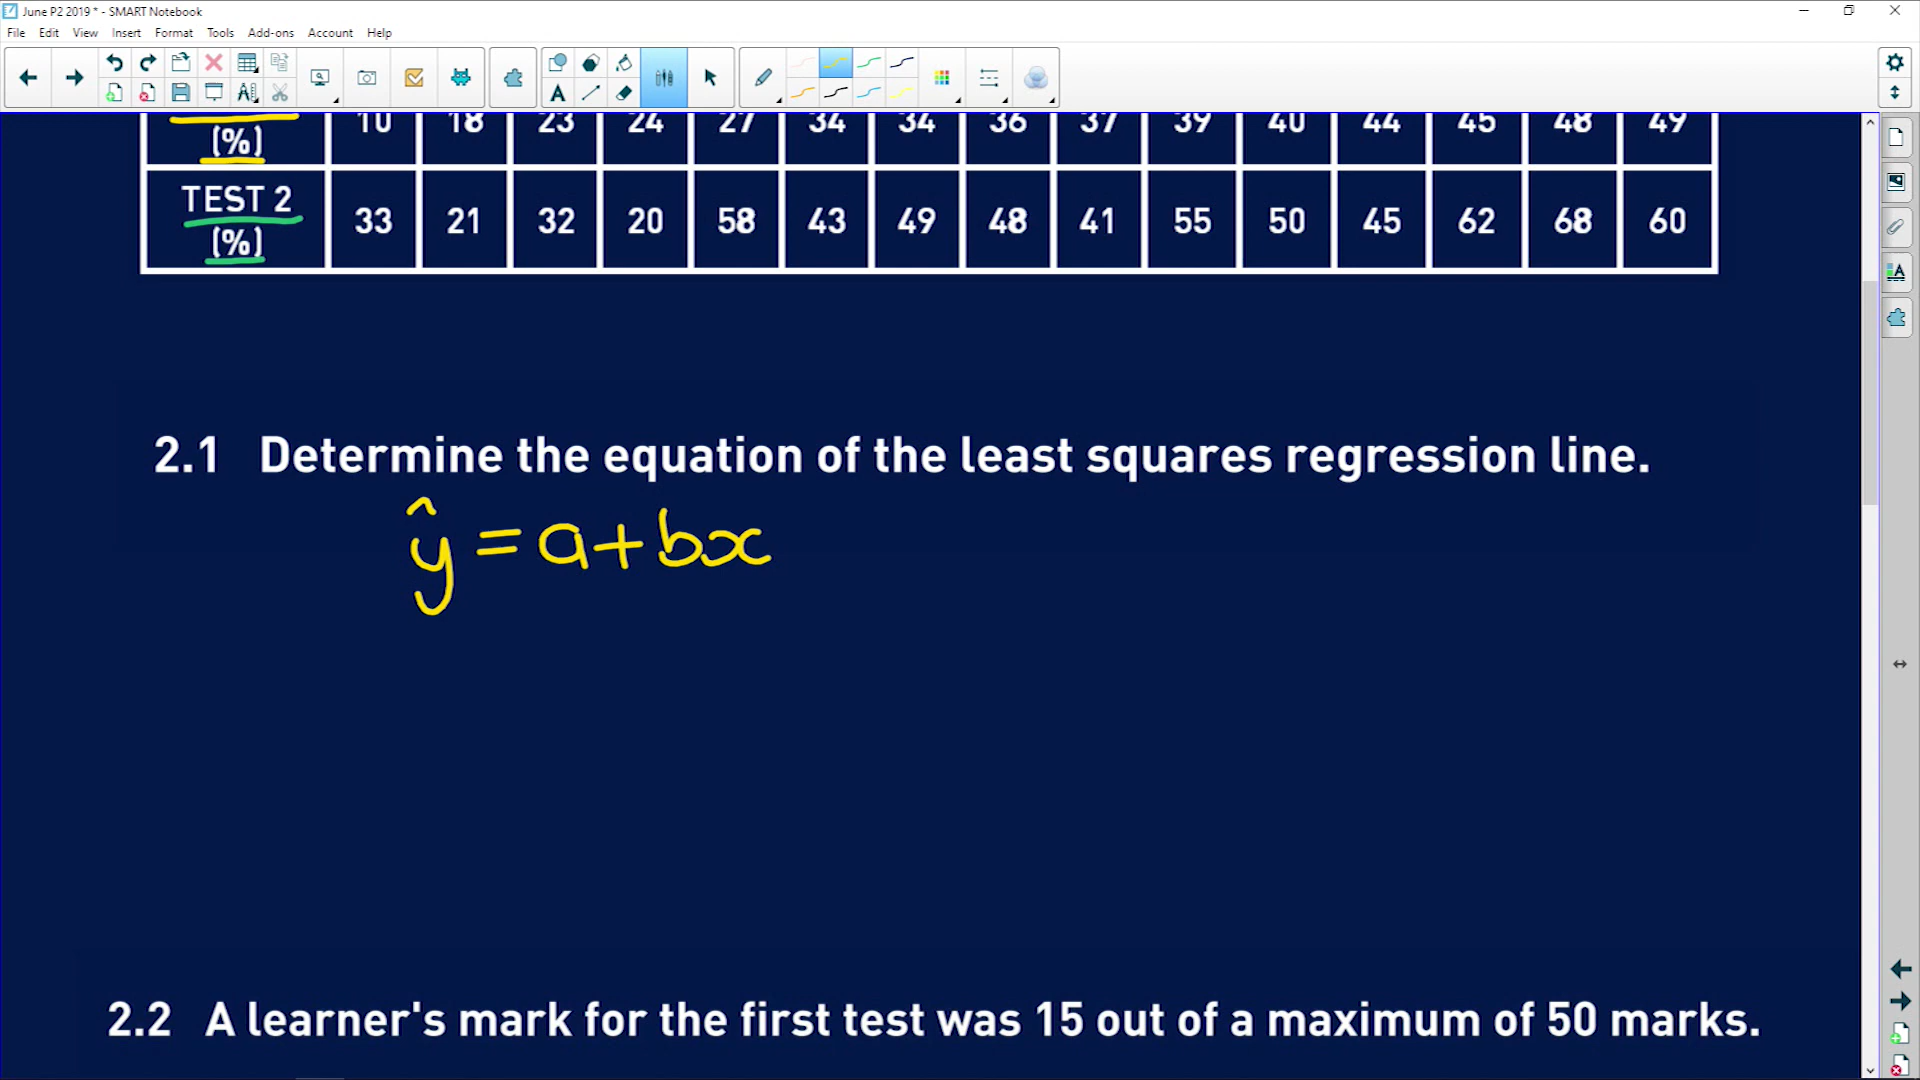 June P2 2019 * - SMART Notebook
File Edit View Insert Format Tools Add-ons Account Help
(%) 10 18 23 24 27 34 34 36 37 39 40 44 45 48 49
TEST 2
(%) 33 21 32 20 58 43 49 48 41 55 50 45 62 68 60
2.1 Determine the equation of the least squares regression line.
ŷ = a + bx
2.2 A learner's mark for the first test was 15 out of a maximum of 50 marks.